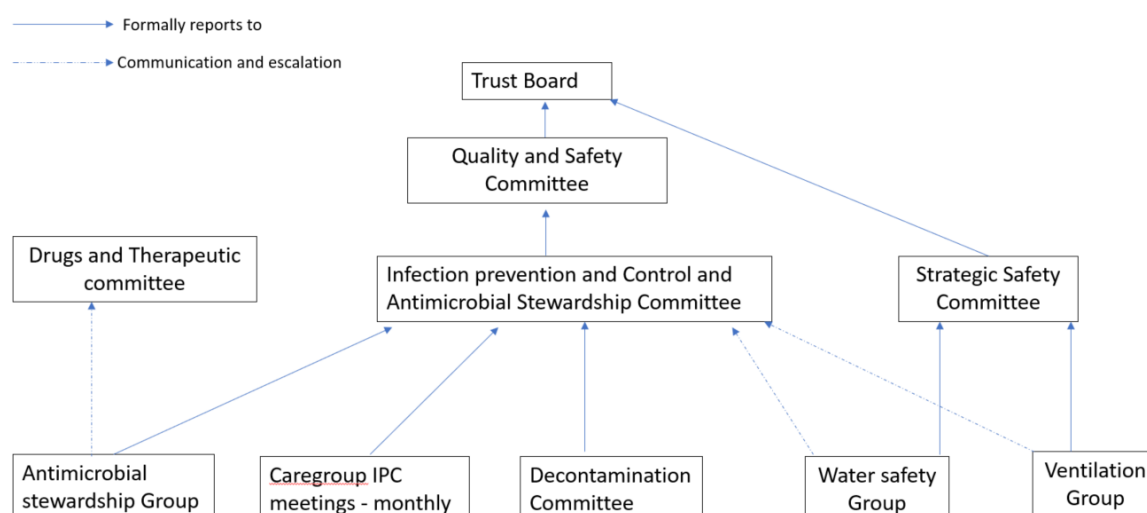 Formally reports to
Communication and escalation
Trust Board
Quality and Safety
Committee
Drugs and Therapeutic
committee
Infection prevention and Control and
Antimicrobial Stewardship Committee
Strategic Safety
Committee
Antimicrobial
stewardship Group
Caregroup IPC
meetings - monthly
Decontamination
Committee
Water safety
Group
Ventilation
Group